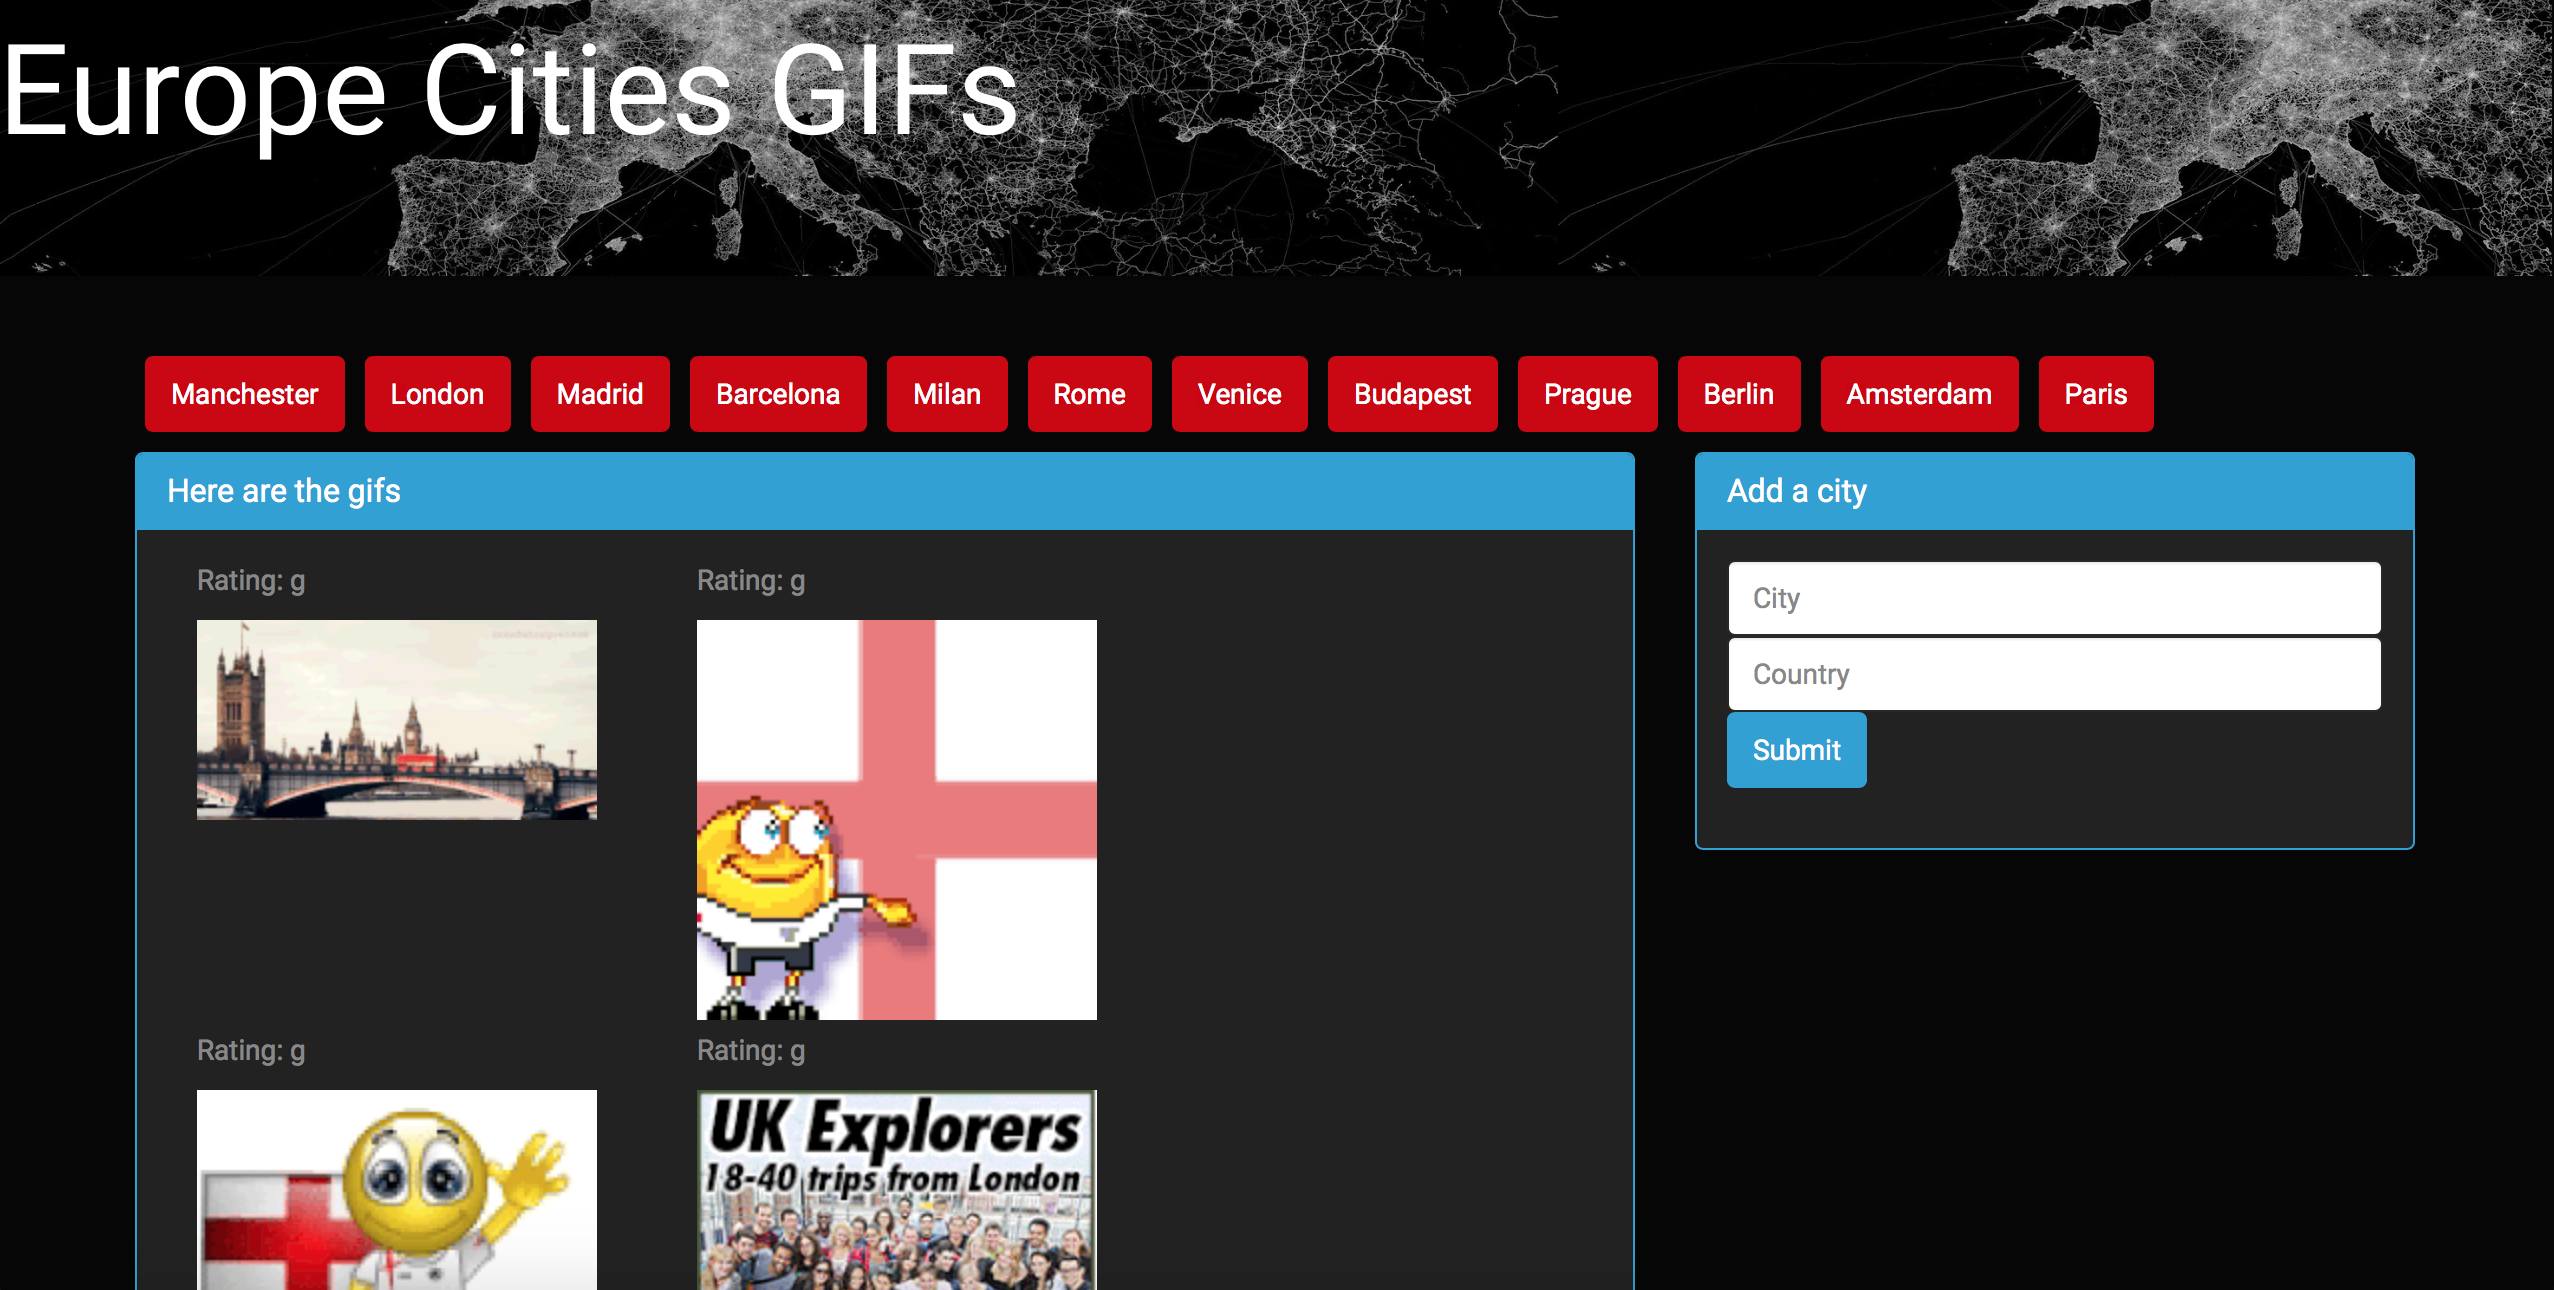 Europe Cities GIFs
Manchester London Madrid Barcelona Milan Rome Venice Budapest Prague Berlin Amsterdam Paris
Here are the gifs
Rating: g Rating: g
Rating: g Rating: g
UK Explorers
18-40 trips from London
Add a city
City
Country
Submit